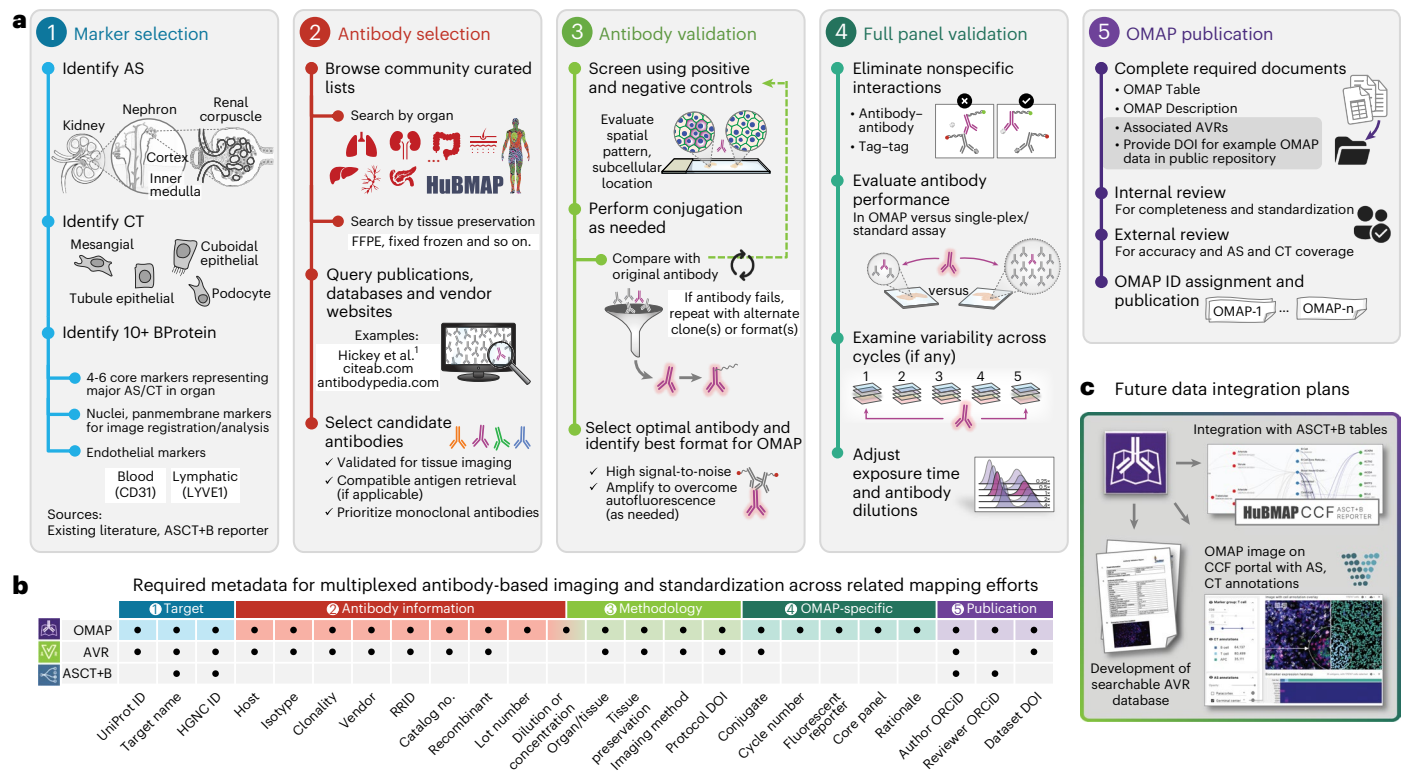 a
1 Marker selection
Identify AS
Nephron
Renal
corpuscle
Kidney
Cortex
Inner
medulla
Identify CT
Mesangial
Cuboidal
epithelial
Tubule epithelial
Podocyte
Identify 10+ BProtein
4-6 core markers representing
major AS/CT in organ
Nuclei, panmembrane markers
for image registration/analysis
Endothelial markers
Blood
(CD31)
Lymphatic
(LYVE1)
Sources:
Existing literature, ASCT+B reporter
2 Antibody selection
Browse community curated
lists
Search by organ
HuBMAP
Search by tissue preservation
FFPE, fixed frozen and so on.
Query publications,
databases and vendor
websites
Examples:
Hickey et al.1
citeab.com
antibodypedia.com
Select candidate
antibodies
✓ Validated for tissue imaging
✓ Compatible antigen retrieval
(if applicable)
✓ Prioritize monoclonal antibodies
3 Antibody validation
Screen using positive
and negative controls
Evaluate
spatial
pattern,
subcellular
location
Perform conjugation
as needed
Compare with
original antibody
If antibody fails,
repeat with alternate
clone(s) or format(s)
Select optimal antibody and
identify best format for OMAP
✓ High signal-to-noise
✓ Amplify to overcome
autofluorescence
(as needed)
4 Full panel validation
Eliminate nonspecific
interactions
• Antibody–
antibody
• Tag–tag
Evaluate antibody
performance
In OMAP versus single-plex/
standard assay
versus
Examine variability across
cycles (if any)
1 2 3 4 5
Adjust
exposure time
and antibody
dilutions
5 OMAP publication
Complete required documents
• OMAP Table
• OMAP Description
• Associated AVRs
• Provide DOI for example OMAP
data in public repository
Internal review
For completeness and standardization
External review
For accuracy and AS and CT coverage
OMAP ID assignment and
publication
OMAP-1 ... OMAP-n
b
Required metadata for multiplexed antibody-based imaging and standardization across related mapping efforts
1 Target 2 Antibody information 3 Methodology 4 OMAP-specific 5 Publication
OMAP
AVR
ASCT+B
UniProt ID
Target name
HGNC ID
Host
Isotype
Clonality
Vendor
RRID
Catalog no.
Recombinant
Lot number
Dilution or
concentration
Organ/tissue
Tissue
preservation
Imaging method
Protocol DOI
Conjugate
Cycle number
Fluorescent
reporter
Core panel
Rationale
Author ORCiD
Reviewer ORCiD
Dataset DOI
c Future data integration plans
Integration with ASCT+B tables
HuBMAP CCF ASCT+B
REPORTER
OMAP image on
CCF portal with AS,
CT annotations
Development of
searchable AVR
database